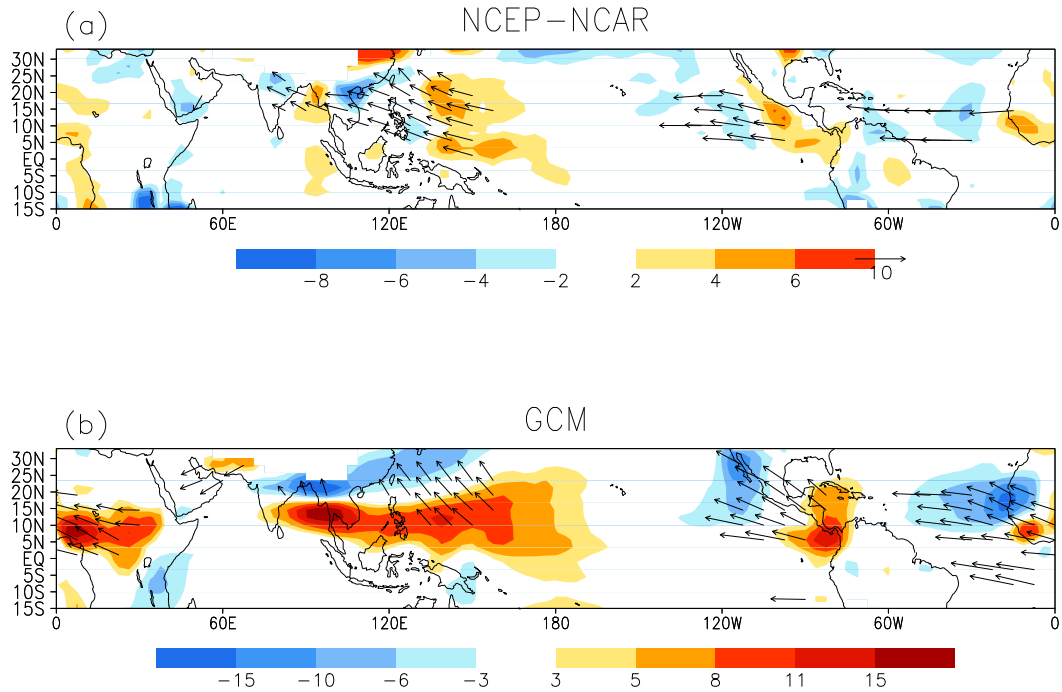 (a) NCEP-NCAR
30N
25N
20N
15N
10N
5N
EQ
5S
10S
15S
0 60E 120E 180 120W 60W 0
-8 -6 -4 -2 2 4 6 10
(b) GCM
30N
25N
20N
15N
10N
5N
EQ
5S
10S
15S
0 60E 120E 180 120W 60W 0
-15 -10 -6 -3 3 5 8 11 15